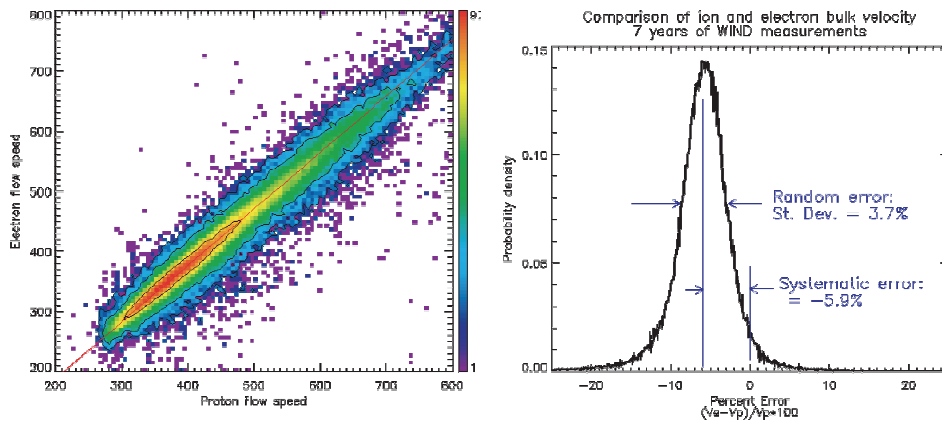 800
700
600
500
400
300
200
Electron flow speed
200 300 400 500 600 700 800
Proton flow speed
1
Comparison of ion and electron bulk velocity
7 years of WIND measurements
0.15
0.10
0.05
0.00
Probability density
Random error:
St. Dev. = 3.7%
Systematic error:
= -5.9%
-20 -10 0 10 20
Percent Error
(Ve-Vp)/Vp*100